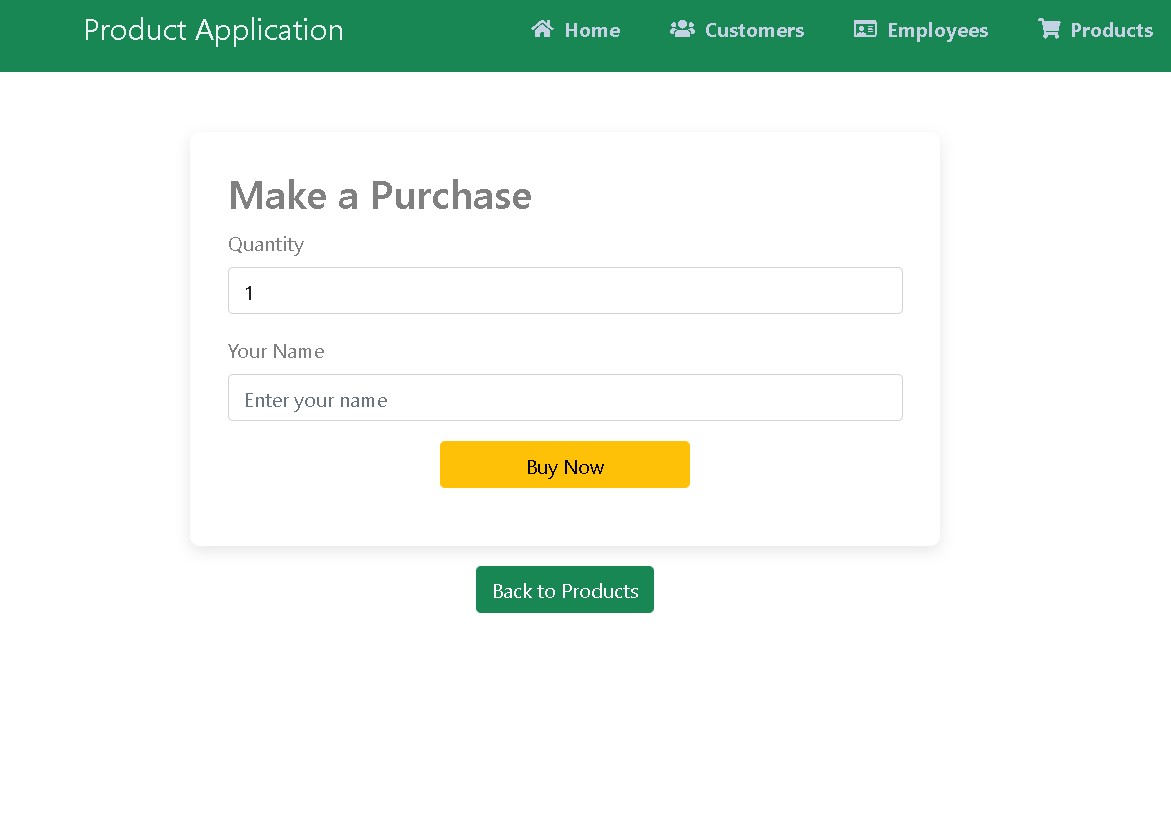 Product Application Home Customers Employees Products
Make a Purchase
Quantity
1
Your Name
Enter your name
Buy Now
Back to Products